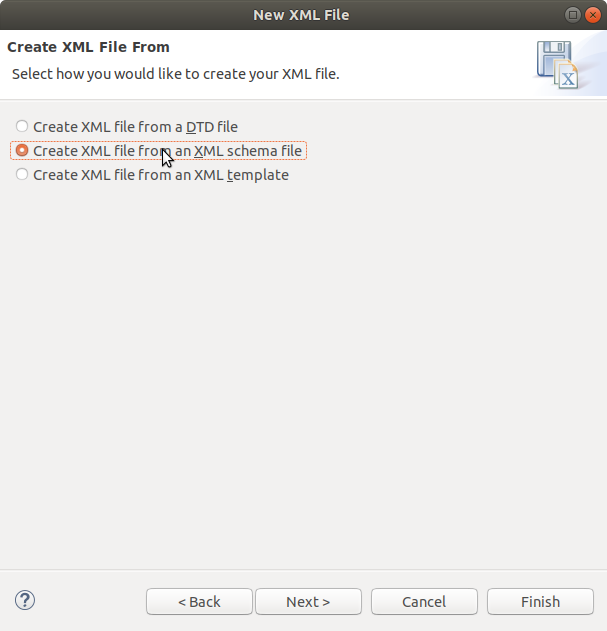 New XML File
Create XML File From
Select how you would like to create your XML file.
X
Create XML file from a DTD file
Create XML file from an XML schema file
Create XML file from an XML template
?
< Back
Next >
Cancel
Finish